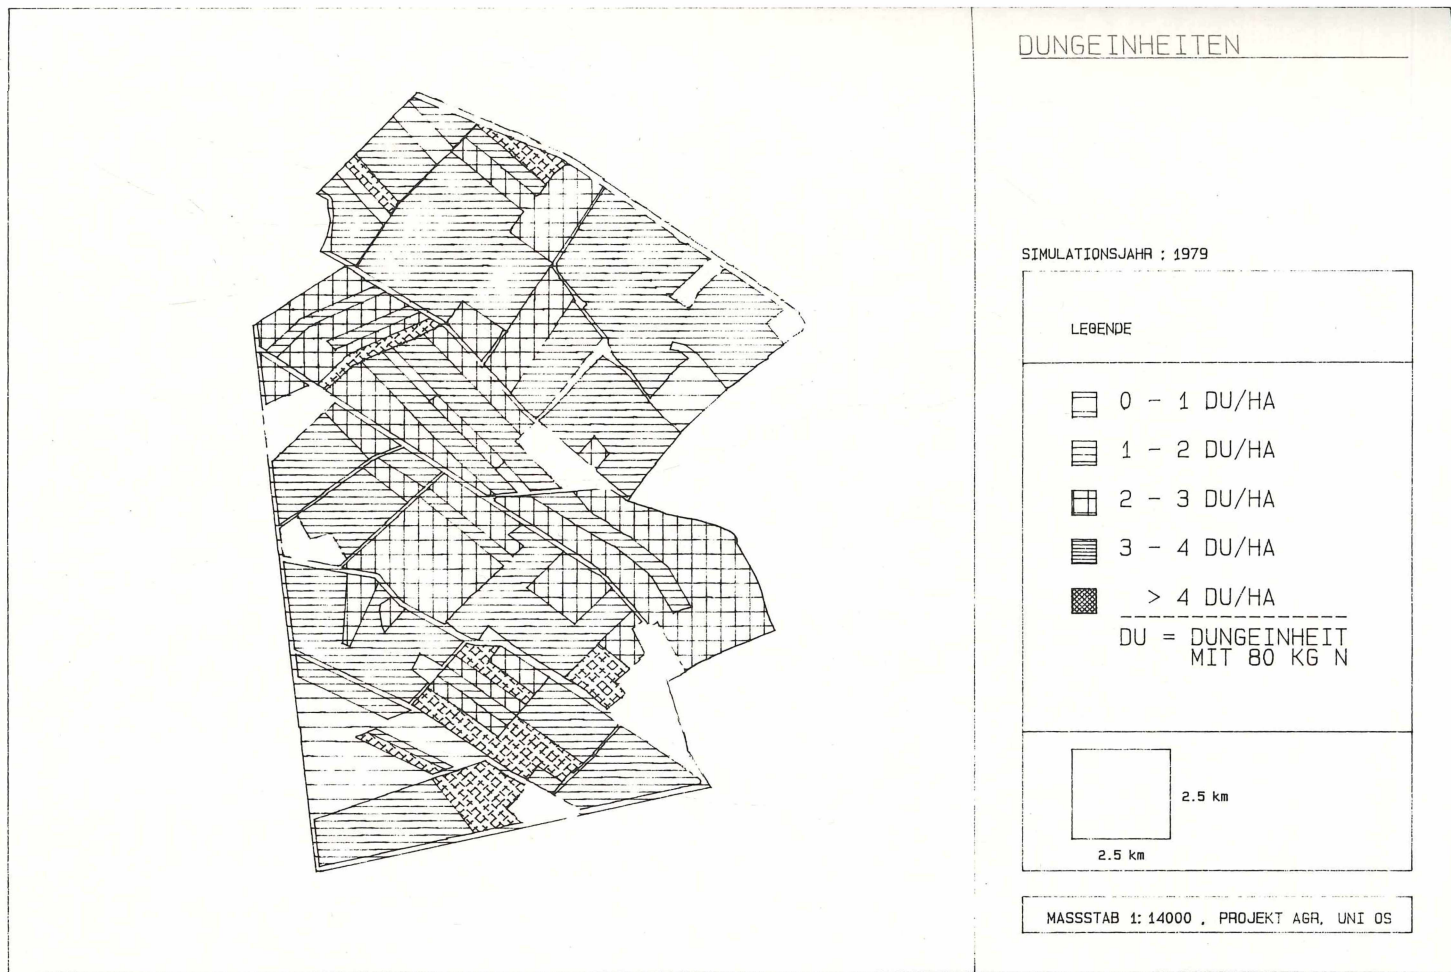 DUNGEINHEITEN
SIMULATIONSJAHR : 1979
LEGENDE
0 - 1 DU/HA
1 - 2 DU/HA
2 - 3 DU/HA
3 - 4 DU/HA
> 4 DU/HA
DU = DUNGEINHEIT
MIT 80 KG N
2.5 km
2.5 km
MASSSTAB 1: 14000 , PROJEKT AGR, UNI OS